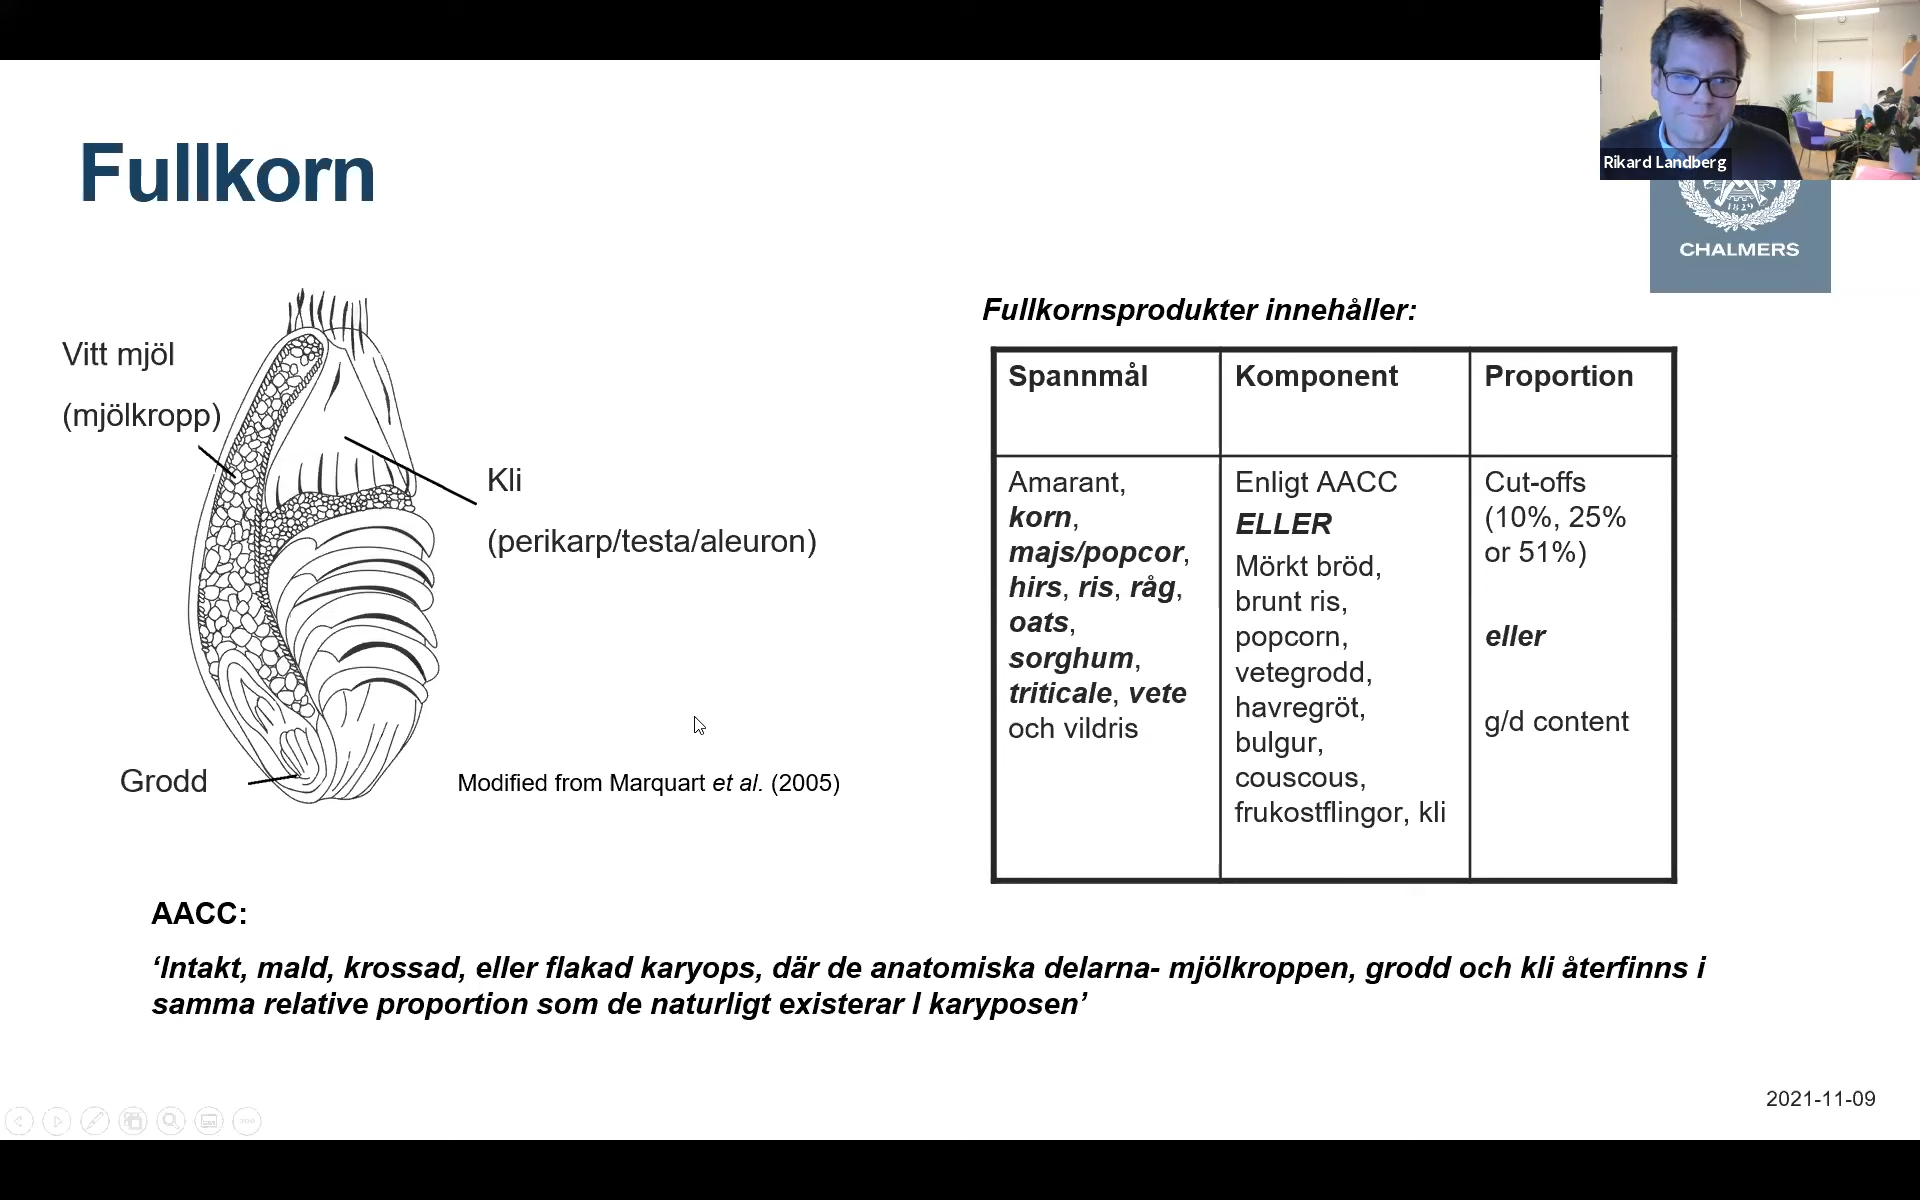 Rikard Landberg
1829
CHALMERS
Fullkorn
Vitt mjöl
(mjölkropp)
Kli
(perikarp/testa/aleuron)
Grodd
Modified from Marquart et al. (2005)
Fullkornsprodukter innehåller:
Spannmål
Komponent
Proportion
Amarant,
korn,
majs/popcor,
hirs, ris, råg,
oats,
sorghum,
triticale, vete
och vildris
Enligt AACC
ELLER
Mörkt bröd,
brunt ris,
popcorn,
vetegrodd,
havregröt,
bulgur,
couscous,
frukostflingor, kli
Cut-offs
(10%, 25%
or 51%)
eller
g/d content
AACC:
‘Intakt, mald, krossad, eller flakad karyops, där de anatomiska delarna- mjölkroppen, grodd och kli återfinns i
samma relative proportion som de naturligt existerar I karyposen’
2021-11-09